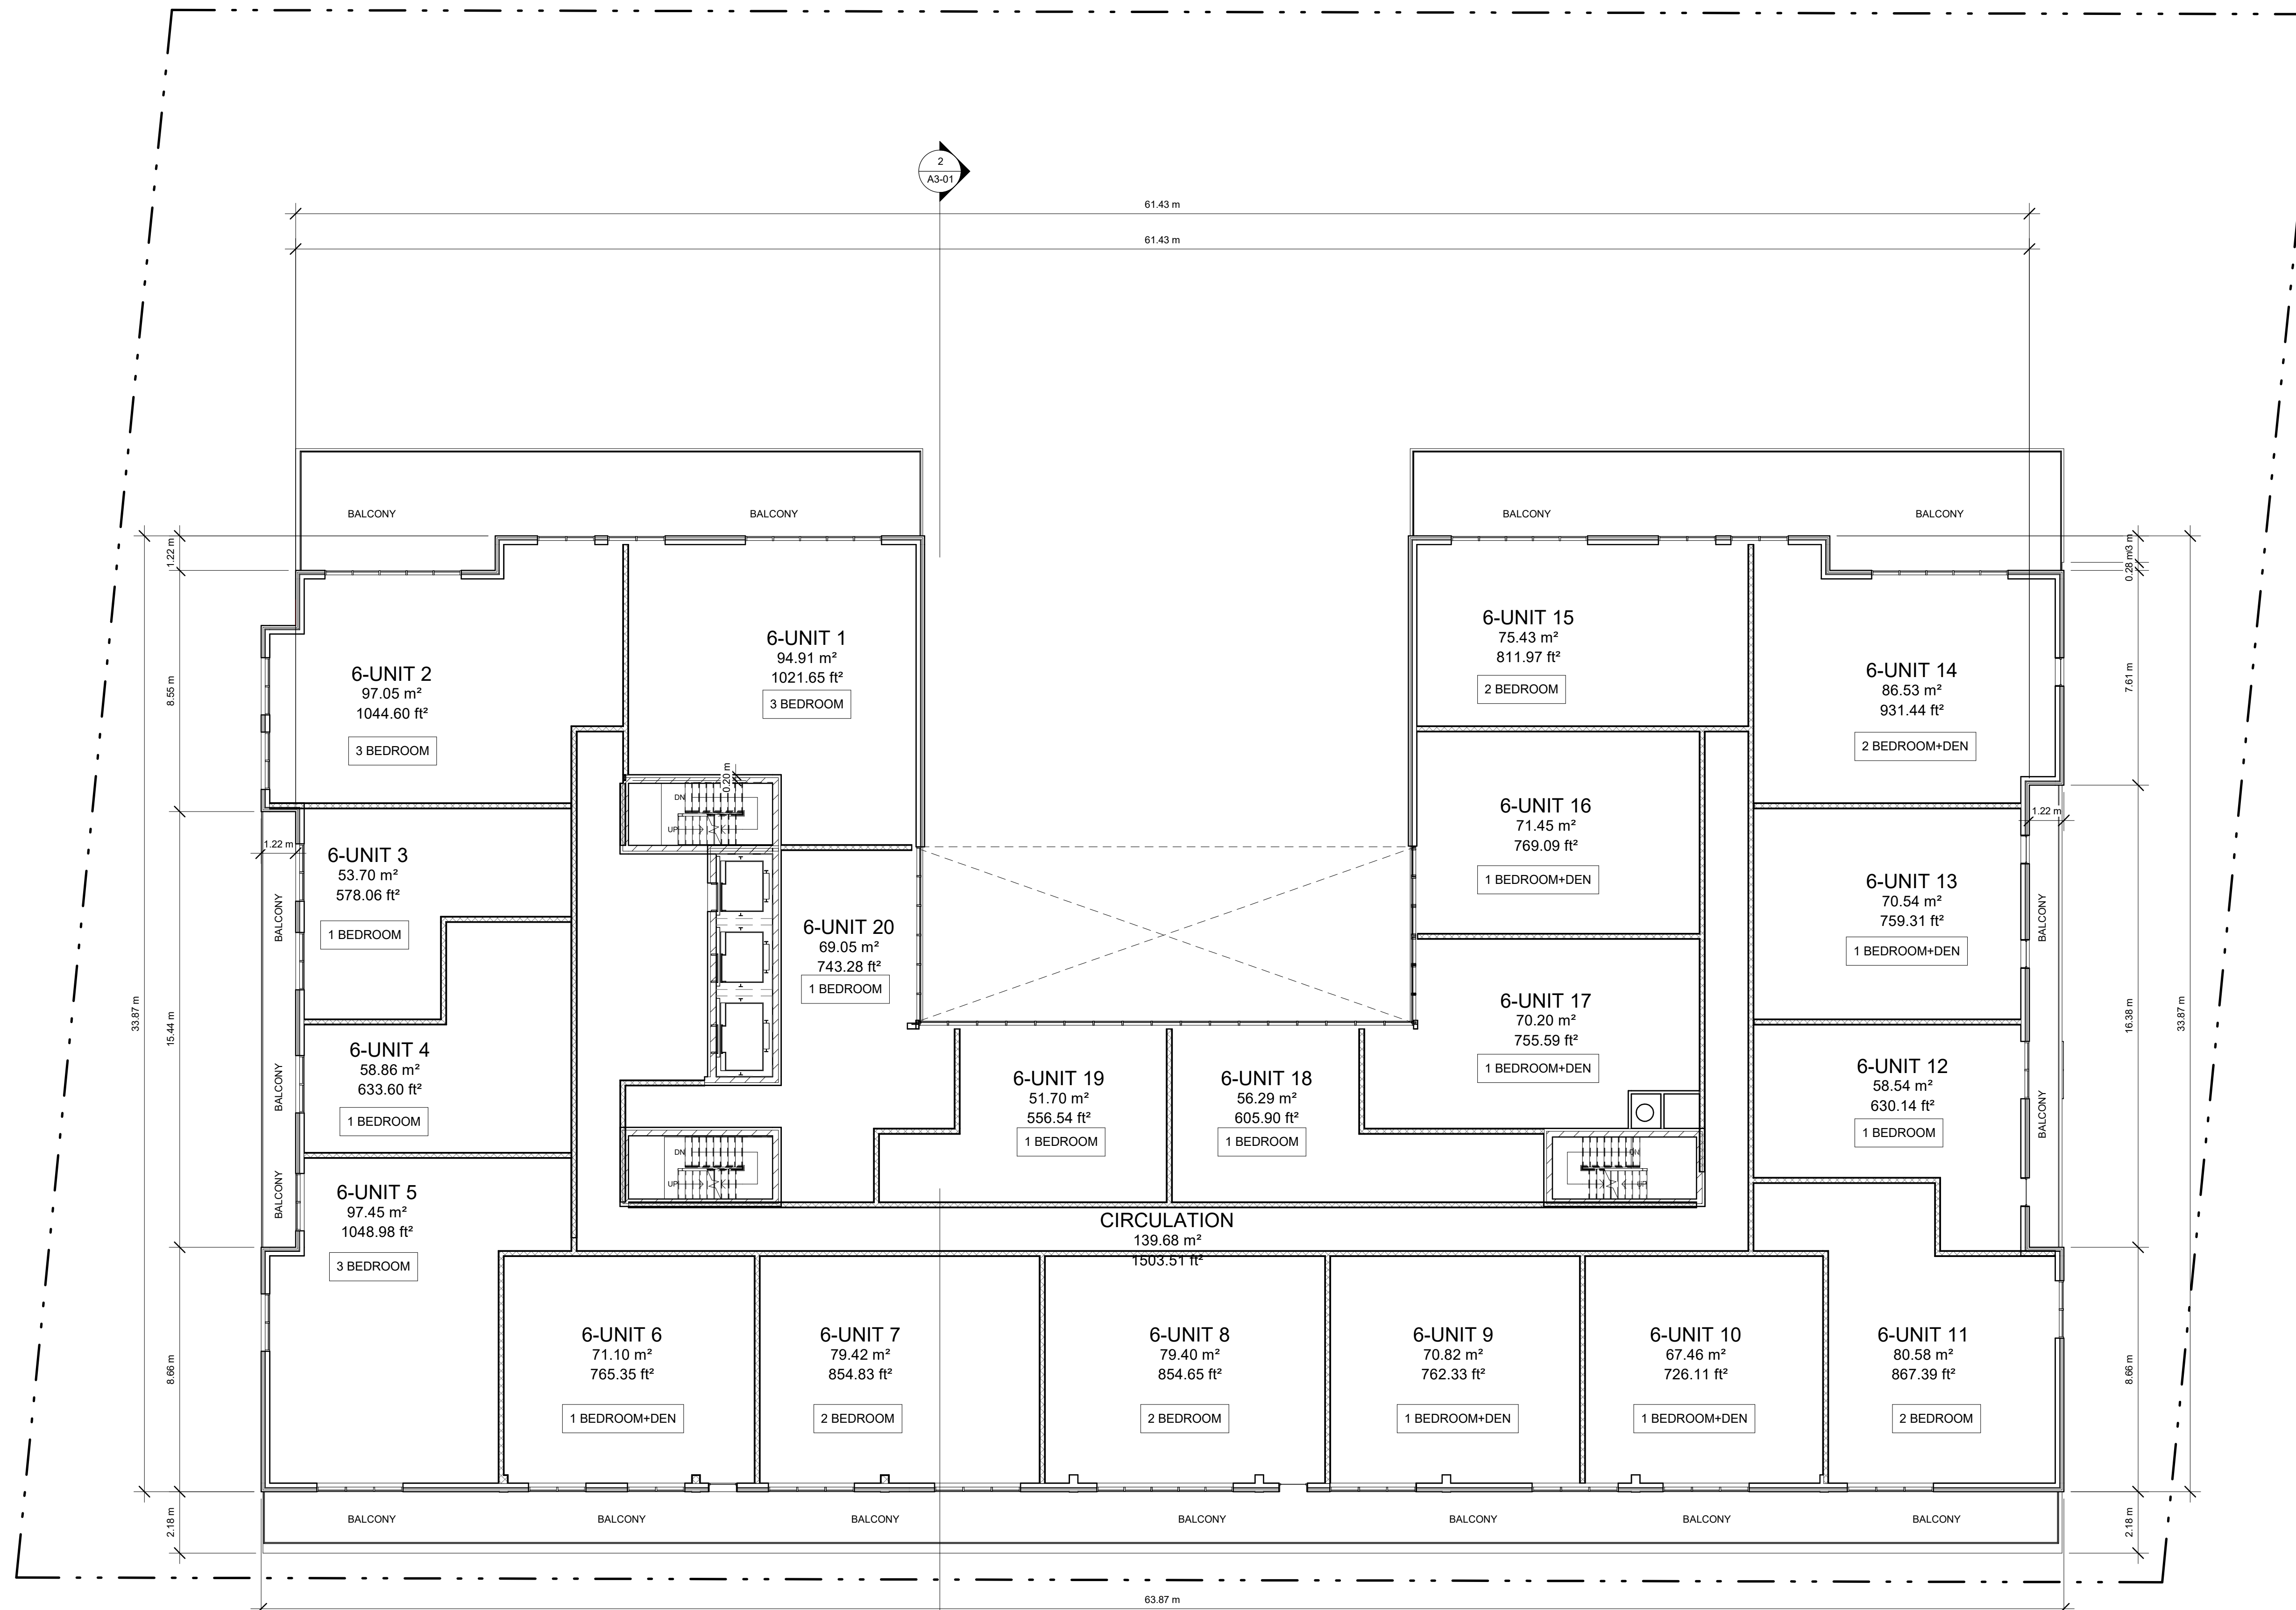 2
A3-01
61.43 m
61.43 m
BALCONY
BALCONY
BALCONY
BALCONY
1.22 m
8.55 m
15.44 m
33.87 m
8.66 m
2.18 m
0.28 m
7.61 m
16.38 m
33.87 m
8.66 m
2.18 m
6-UNIT 2
97.05 m²
1044.60 ft²
3 BEDROOM
6-UNIT 1
94.91 m²
1021.65 ft²
3 BEDROOM
6-UNIT 15
75.43 m²
811.97 ft²
2 BEDROOM
6-UNIT 14
86.53 m²
931.44 ft²
2 BEDROOM+DEN
0.20 m
DN
UP
1.22 m
1.22 m
6-UNIT 3
53.70 m²
578.06 ft²
1 BEDROOM
6-UNIT 16
71.45 m²
769.09 ft²
1 BEDROOM+DEN
6-UNIT 13
70.54 m²
759.31 ft²
1 BEDROOM+DEN
BALCONY
BALCONY
BALCONY
BALCONY
BALCONY
6-UNIT 20
69.05 m²
743.28 ft²
1 BEDROOM
6-UNIT 17
70.20 m²
755.59 ft²
1 BEDROOM+DEN
6-UNIT 4
58.86 m²
633.60 ft²
1 BEDROOM
6-UNIT 19
51.70 m²
556.54 ft²
1 BEDROOM
6-UNIT 18
56.29 m²
605.90 ft²
1 BEDROOM
6-UNIT 12
58.54 m²
630.14 ft²
1 BEDROOM
DN
UP
DN
UP
6-UNIT 5
97.45 m²
1048.98 ft²
3 BEDROOM
CIRCULATION
139.68 m²
1503.51 ft²
6-UNIT 6
71.10 m²
765.35 ft²
1 BEDROOM+DEN
6-UNIT 7
79.42 m²
854.83 ft²
2 BEDROOM
6-UNIT 8
79.40 m²
854.65 ft²
2 BEDROOM
6-UNIT 9
70.82 m²
762.33 ft²
1 BEDROOM+DEN
6-UNIT 10
67.46 m²
726.11 ft²
1 BEDROOM+DEN
6-UNIT 11
80.58 m²
867.39 ft²
2 BEDROOM
BALCONY
BALCONY
BALCONY
BALCONY
BALCONY
BALCONY
BALCONY
63.87 m